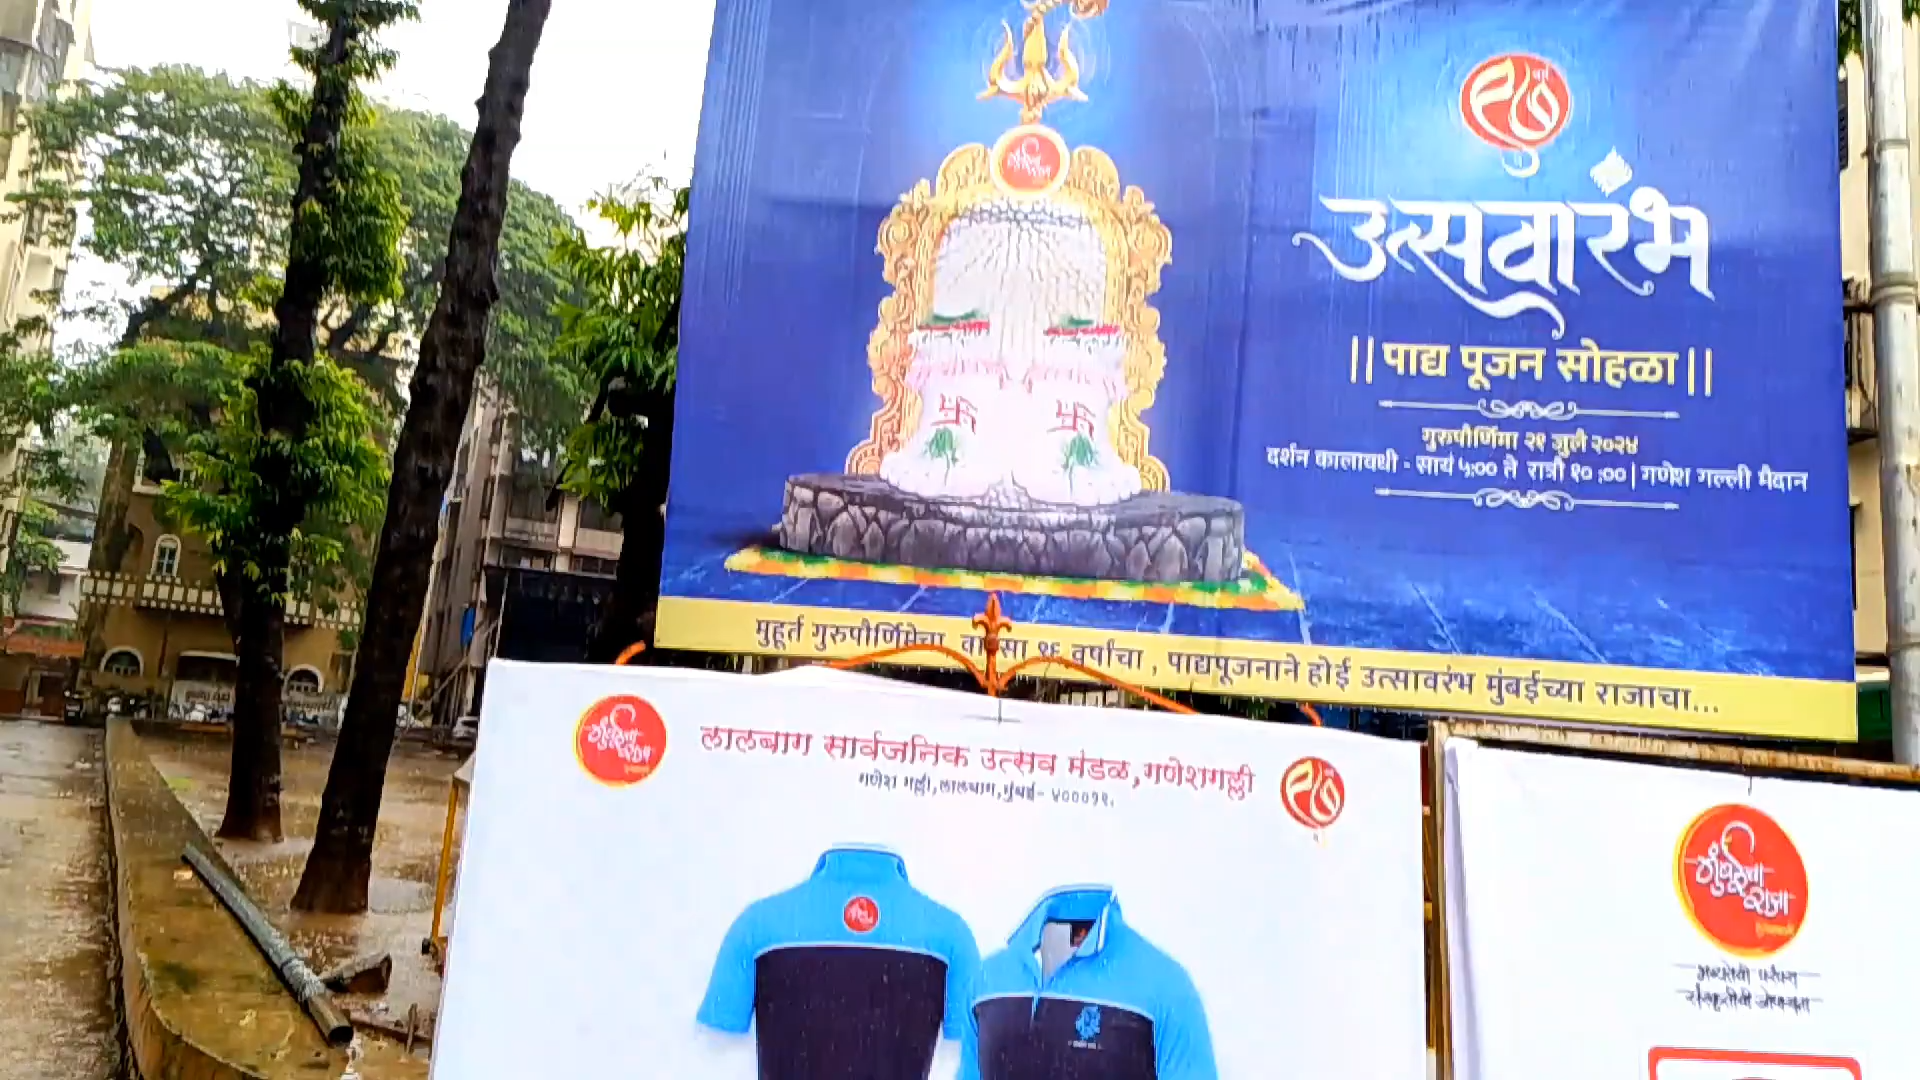 उत्सवारंभ
||पाद्य पूजन सोहळा||
गुरुपौर्णिमा २१ जुलै २०२४
दर्शन कालावधी - सायं ५:०० ते रात्री १०:०० | गणेश गल्ली मैदान
मुहूर्त गुरुपौर्णिमेचा, वारसा ९६ वर्षांचा, पाद्यपूजनाने होई उत्सावरंभ मुंबईच्या राजाचा...
लालबाग सार्वजनिक उत्सव मंडळ,गणेशगल्ली
गणेश गल्ली,लालबाग,मुंबई- ४०००१२.
मुंबईचा
राजा